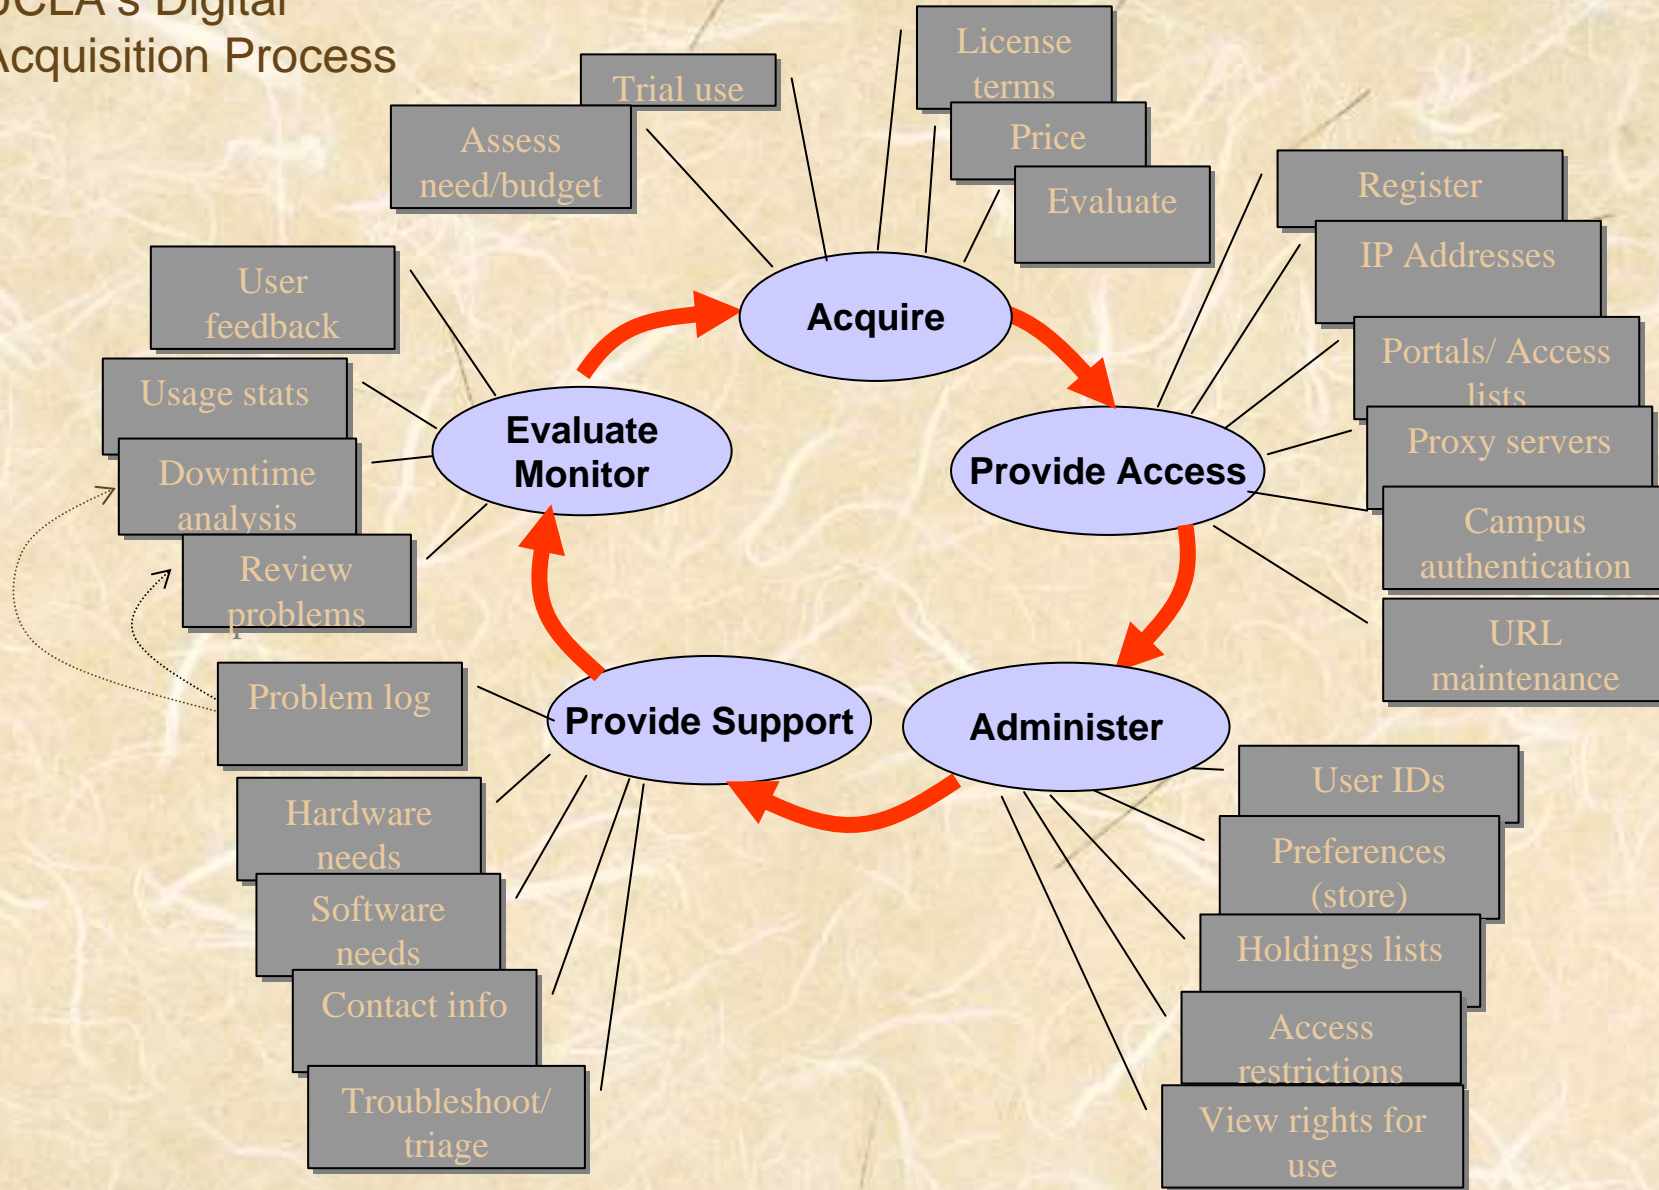 UCLA's Digital
Acquisition Process
License
terms
Trial use
Price
Assess
need/budget
Evaluate
Register
IP Addresses
User
feedback
Acquire
Portals/ Access
lists
Usage stats
Evaluate
Monitor
Proxy servers
Provide Access
Downtime
analysis
Campus
authentication
Review
problems
URL
maintenance
Problem log
Provide Support
Administer
User IDs
Hardware
needs
Preferences
(store)
Software
needs
Holdings lists
Contact info
Access
restrictions
Troubleshoot/
triage
View rights for
use